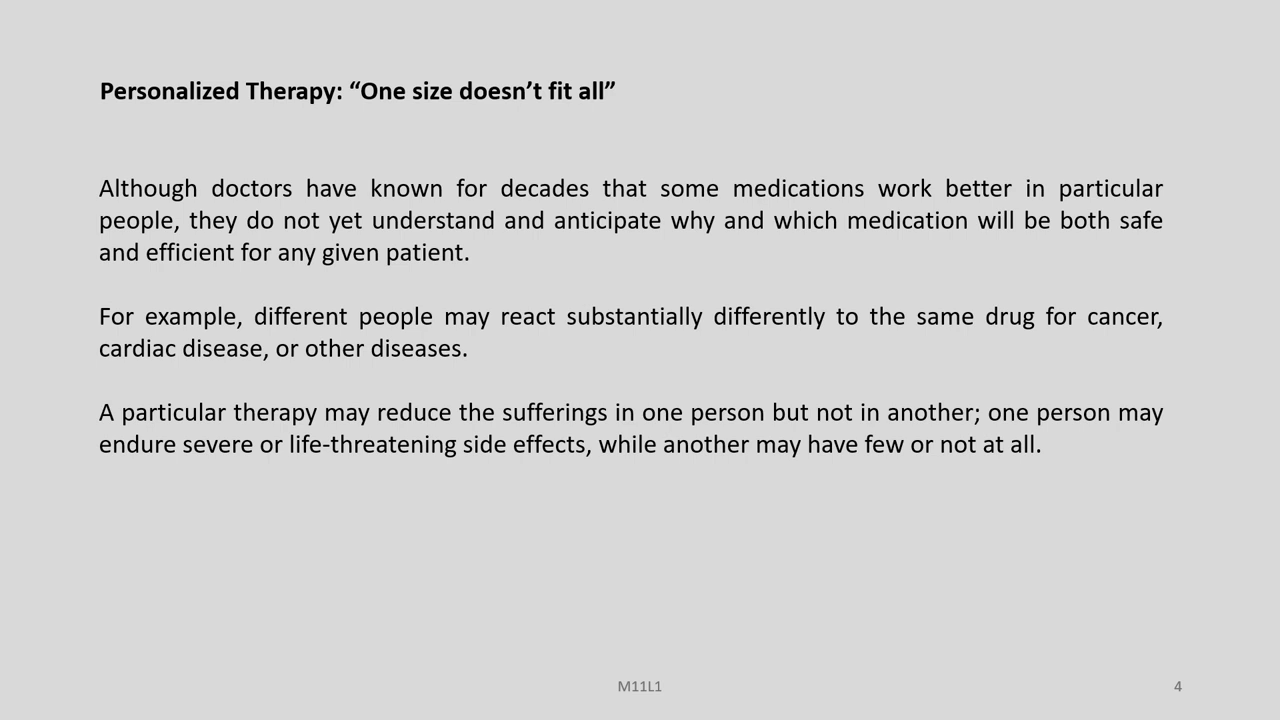 Personalized Therapy: “One size doesn’t fit all”
Although doctors have known for decades that some medications work better in particular
people, they do not yet understand and anticipate why and which medication will be both safe
and efficient for any given patient.
For example, different people may react substantially differently to the same drug for cancer,
cardiac disease, or other diseases.
A particular therapy may reduce the sufferings in one person but not in another; one person may
endure severe or life-threatening side effects, while another may have few or not at all.
M11L1
4